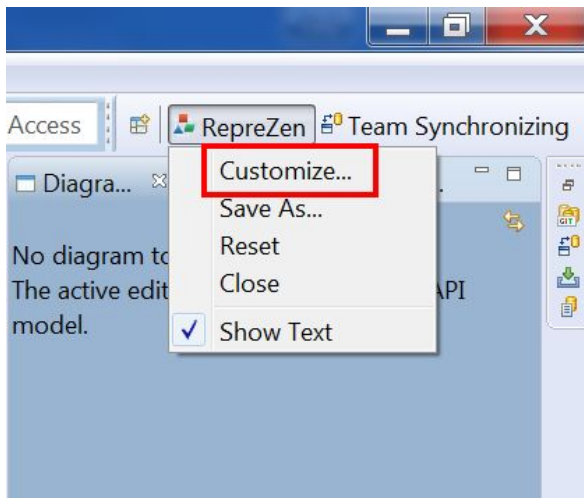 Access
RepreZen
Team Synchronizing
Diagra...
Customize...
Save As...
Reset
Close
Show Text
No diagram to
The active edit
API
model.
GIT